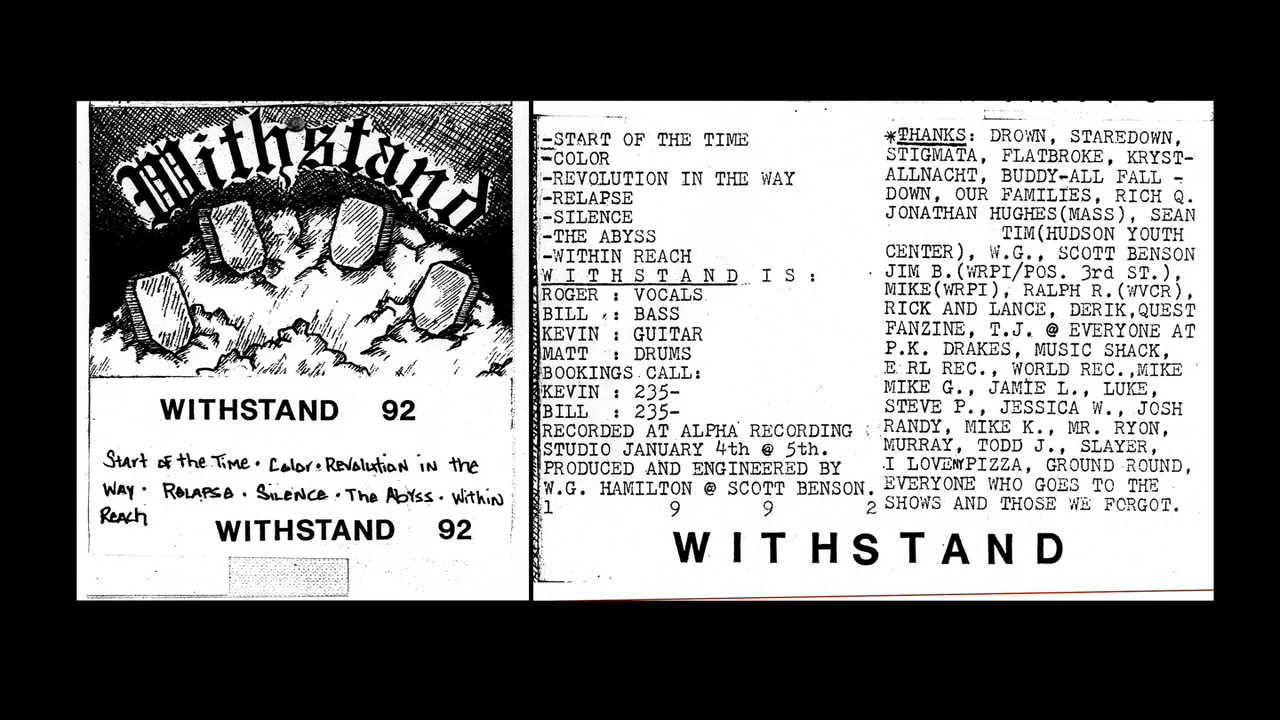 Withstand
WITHSTAND 92
Start of the Time • Color • Revolution in the
Way • Relapse • Silence • The Abyss • Within
Reach
WITHSTAND 92
-START OF THE TIME
-COLOR
-REVOLUTION IN THE WAY
-RELAPSE
-SILENCE
-THE ABYSS
-WITHIN REACH
WITHSTAND IS:
ROGER : VOCALS
BILL : BASS
KEVIN : GUITAR
MATT : DRUMS
BOOKINGS CALL:
KEVIN : 235-
BILL : 235-
RECORDED AT ALPHA RECORDING
STUDIO JANUARY 4th @ 5th.
PRODUCED AND ENGINEERED BY
W.G. HAMILTON @ SCOTT BENSON.
1 9 9 2
*THANKS: DROWN, STAREDOWN,
STIGMATA, FLATBROKE, KRYST-
ALLNACHT, BUDDY-ALL FALL -
DOWN, OUR FAMILIES, RICH Q.
JONATHAN HUGHES(MASS), SEAN
TIM(HUDSON YOUTH
CENTER), W.G., SCOTT BENSON
JIM B.(WRPI/POS. 3rd ST.),
MIKE(WRPI), RALPH R.(WVCR),
RICK AND LANCE, DERIK,QUEST
FANZINE, T.J. @ EVERYONE AT
P.K. DRAKES, MUSIC SHACK,
E RL REC., WORLD REC.,MIKE
MIKE G., JAMIE L., LUKE,
STEVE P., JESSICA W., JOSH
RANDY, MIKE K., MR. RYON,
MURRAY, TODD J., SLAYER,
I LOVE NY PIZZA, GROUND ROUND,
EVERYONE WHO GOES TO THE
SHOWS AND THOSE WE FORGOT.
WITHSTAND